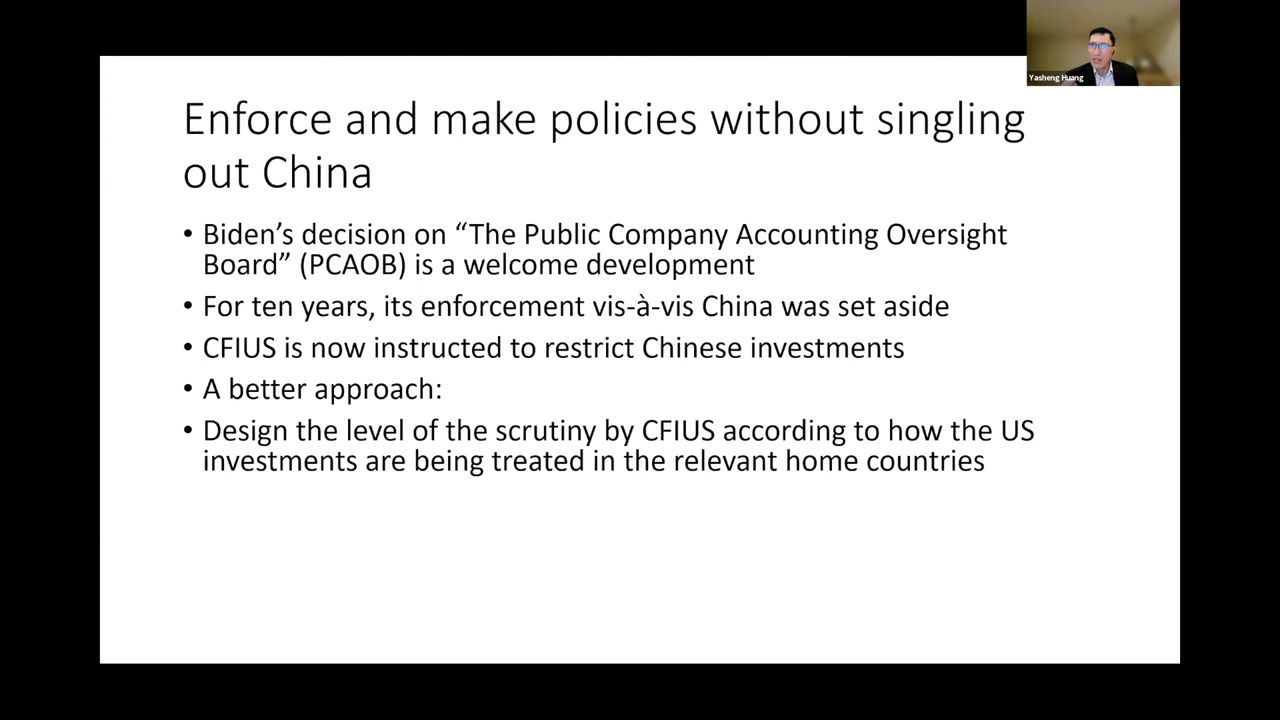 Yasheng Huang
Enforce and make policies without singling
out China
• Biden’s decision on “The Public Company Accounting Oversight
Board” (PCAOB) is a welcome development
• For ten years, its enforcement vis-à-vis China was set aside
• CFIUS is now instructed to restrict Chinese investments
• A better approach:
• Design the level of the scrutiny by CFIUS according to how the US
investments are being treated in the relevant home countries